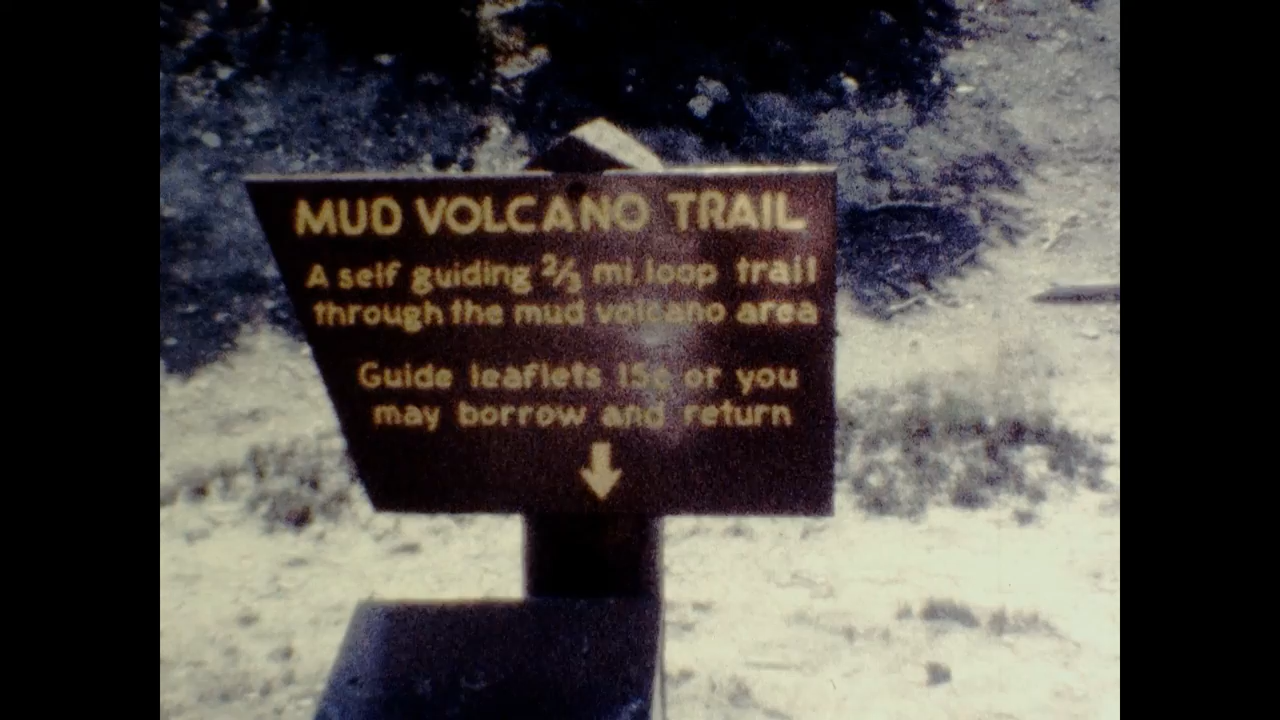 MUD VOLCANO TRAIL
A self guiding 2/3 mi. loop trail
through the mud volcano area
Guide leaflets 15¢ or you
may borrow and return